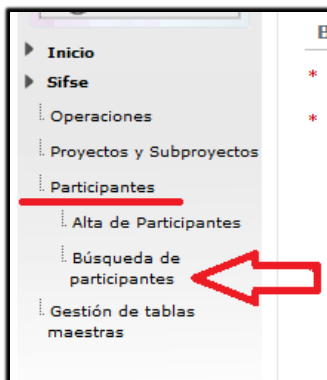 Inicio
Sifse
Operaciones
Proyectos y Subproyectos
Participantes
Alta de Participantes
Búsqueda de
participantes
Gestión de tablas
maestras
*
*